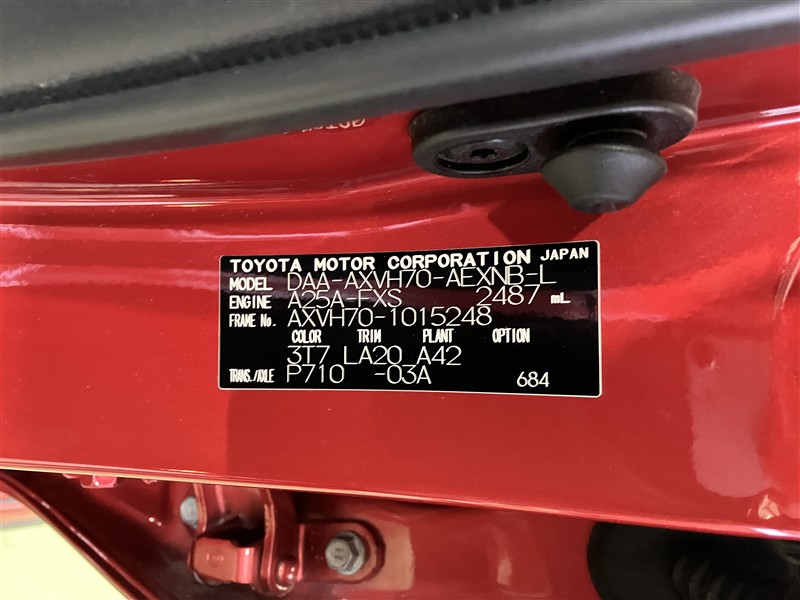 TOYOTA MOTOR CORPORATION JAPAN
MODEL DAA-AXVH70-AEXNB-L
ENGINE A25A-FXS 2487 mL
FRAME No. AXVH70-1015248
COLOR TRIM PLANT OPTION
3T7 LA20 A42
TRANS./AXLE P710 -03A 684